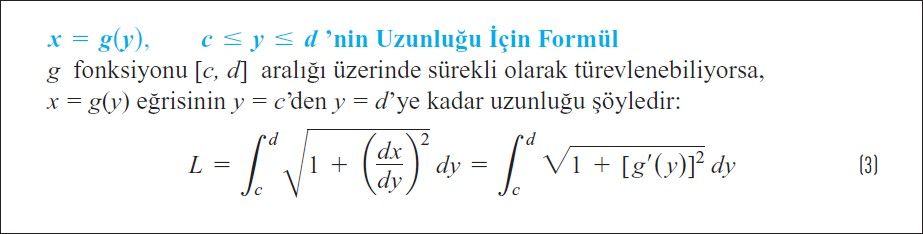 x = g(y), c ≤ y ≤ d ’nin Uzunluğu İçin Formül
g fonksiyonu [c, d] aralığı üzerinde sürekli olarak türevlenebiliyorsa,
x = g(y) eğrisinin y = c’den y = d’ye kadar uzunluğu şöyledir:
L = ∫_c^d √(1 + (dx/dy)²) dy = ∫_c^d √(1 + [g′(y)]²) dy (3)